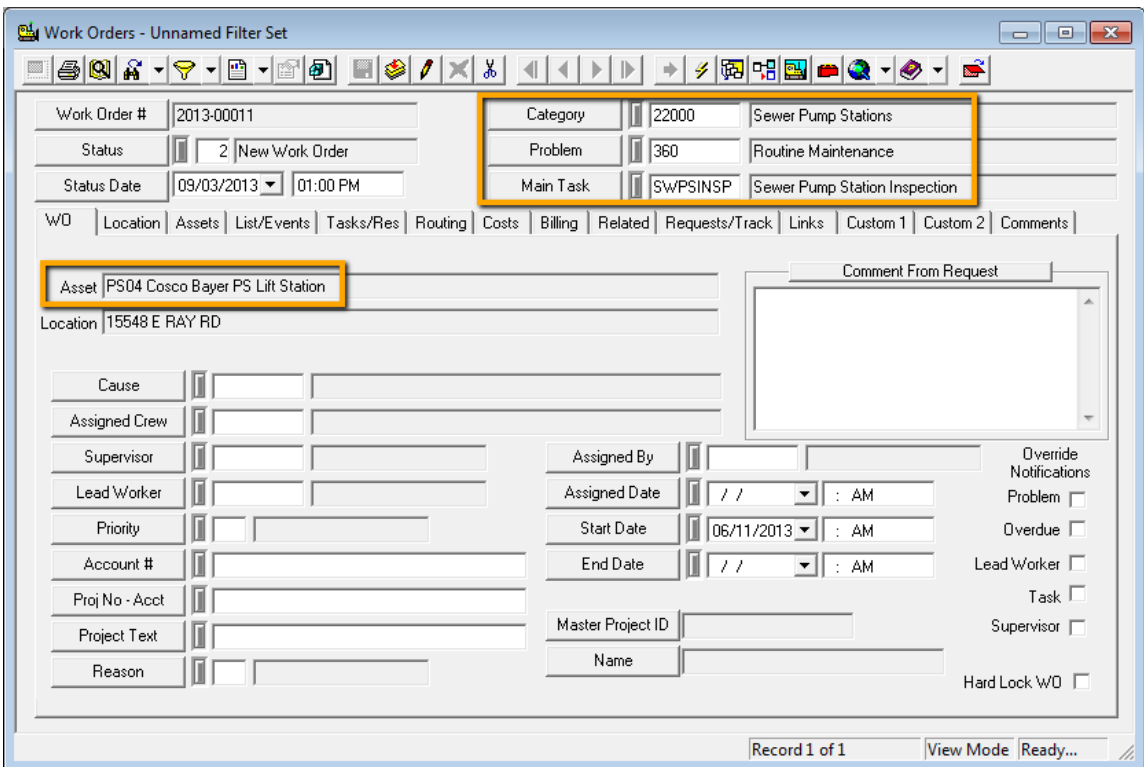 Work Orders - Unnamed Filter Set
Work Order # 2013-00011 Category 22000 Sewer Pump Stations
Status 2 New Work Order Problem 360 Routine Maintenance
Status Date 09/03/2013 01:00 PM Main Task SWPSINSP Sewer Pump Station Inspection
WO Location Assets List/Events Tasks/Res Routing Costs Billing Related Requests/Track Links Custom 1 Custom 2 Comments
Asset PS04 Cosco Bayer PS Lift Station Comment From Request
Location 15548 E RAY RD
Cause
Assigned Crew
Supervisor Assigned By Override
Notifications
Lead Worker Assigned Date / / : AM Problem
Priority Start Date 06/11/2013 : AM Overdue
Account # End Date / / : AM Lead Worker
Proj No - Acct Task
Project Text Master Project ID Supervisor
Reason Name
Hard Lock WO
Record 1 of 1 View Mode Ready...